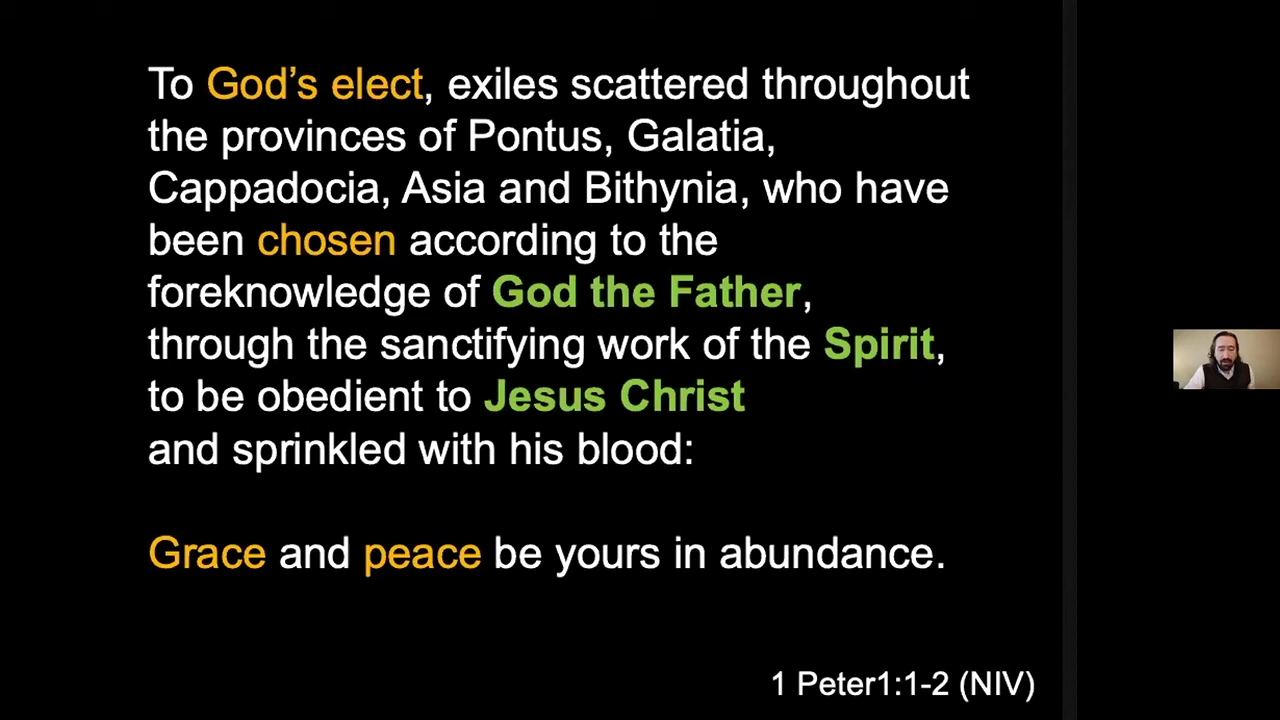 To God’s elect, exiles scattered throughout
the provinces of Pontus, Galatia,
Cappadocia, Asia and Bithynia, who have
been chosen according to the
foreknowledge of God the Father,
through the sanctifying work of the Spirit,
to be obedient to Jesus Christ
and sprinkled with his blood:
Grace and peace be yours in abundance.
1 Peter1:1-2 (NIV)